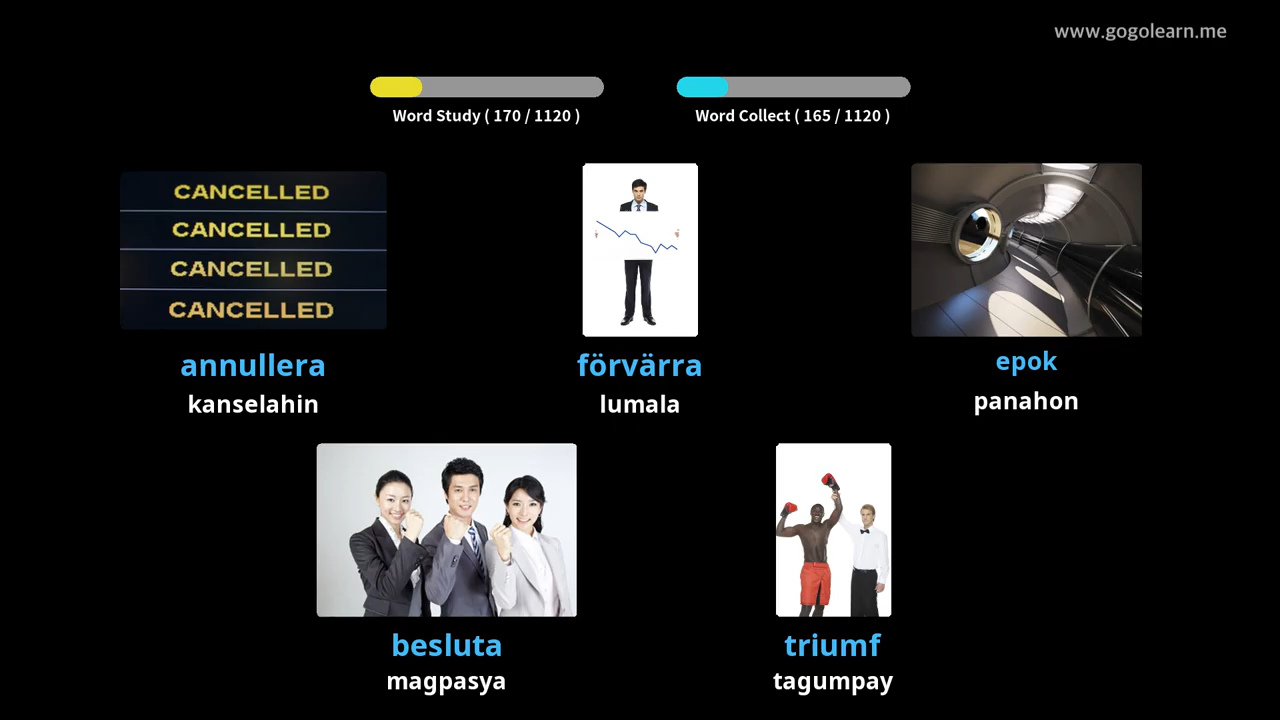 www.gogolearn.me
Word Study ( 170 / 1120 )
Word Collect ( 165 / 1120 )
CANCELLED
CANCELLED
CANCELLED
CANCELLED
annullera
kanselahin
förvärra
lumala
epok
panahon
besluta
magpasya
triumf
tagumpay